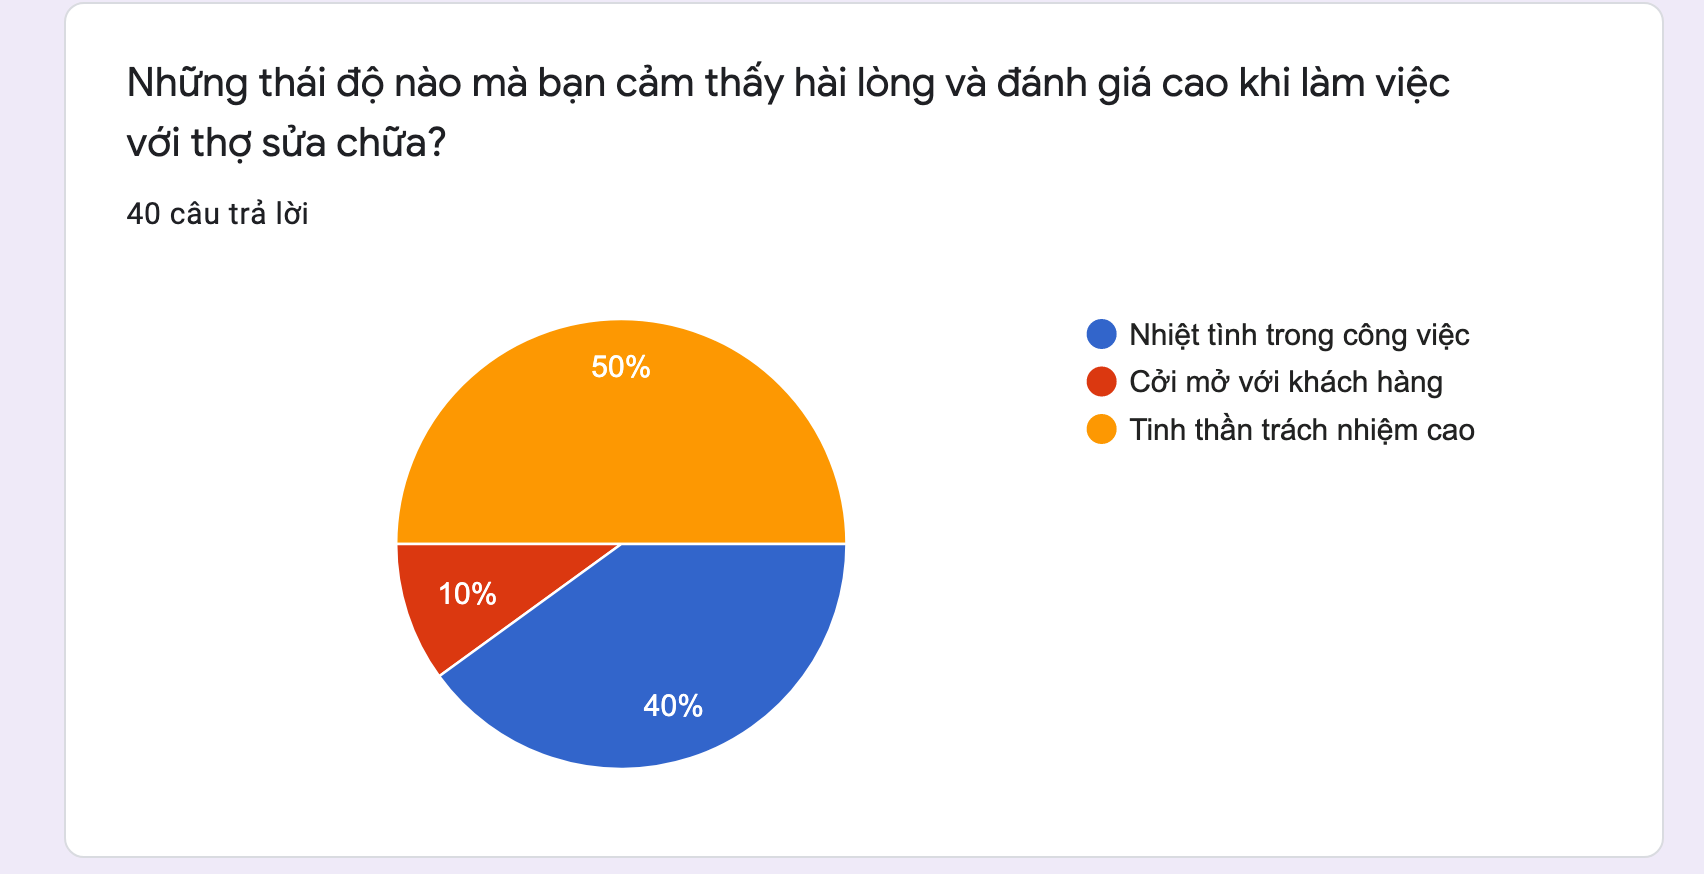 Những thái độ nào mà bạn cảm thấy hài lòng và đánh giá cao khi làm việc
với thợ sửa chữa?
40 câu trả lời
50%
10%
40%
Nhiệt tình trong công việc
Cởi mở với khách hàng
Tinh thần trách nhiệm cao